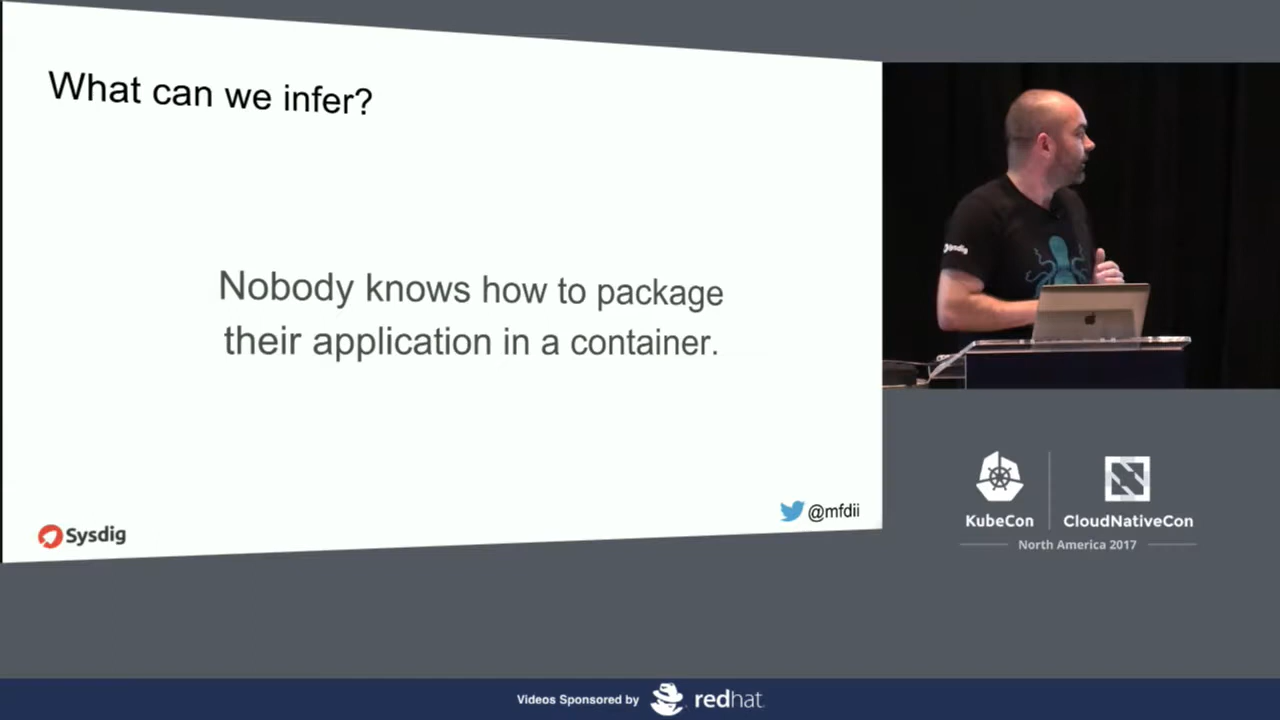 What can we infer?
Nobody knows how to package
their application in a container.
Sysdig
@mfdii
sysdig
KubeCon
CloudNativeCon
North America 2017
Videos Sponsored by
redhat